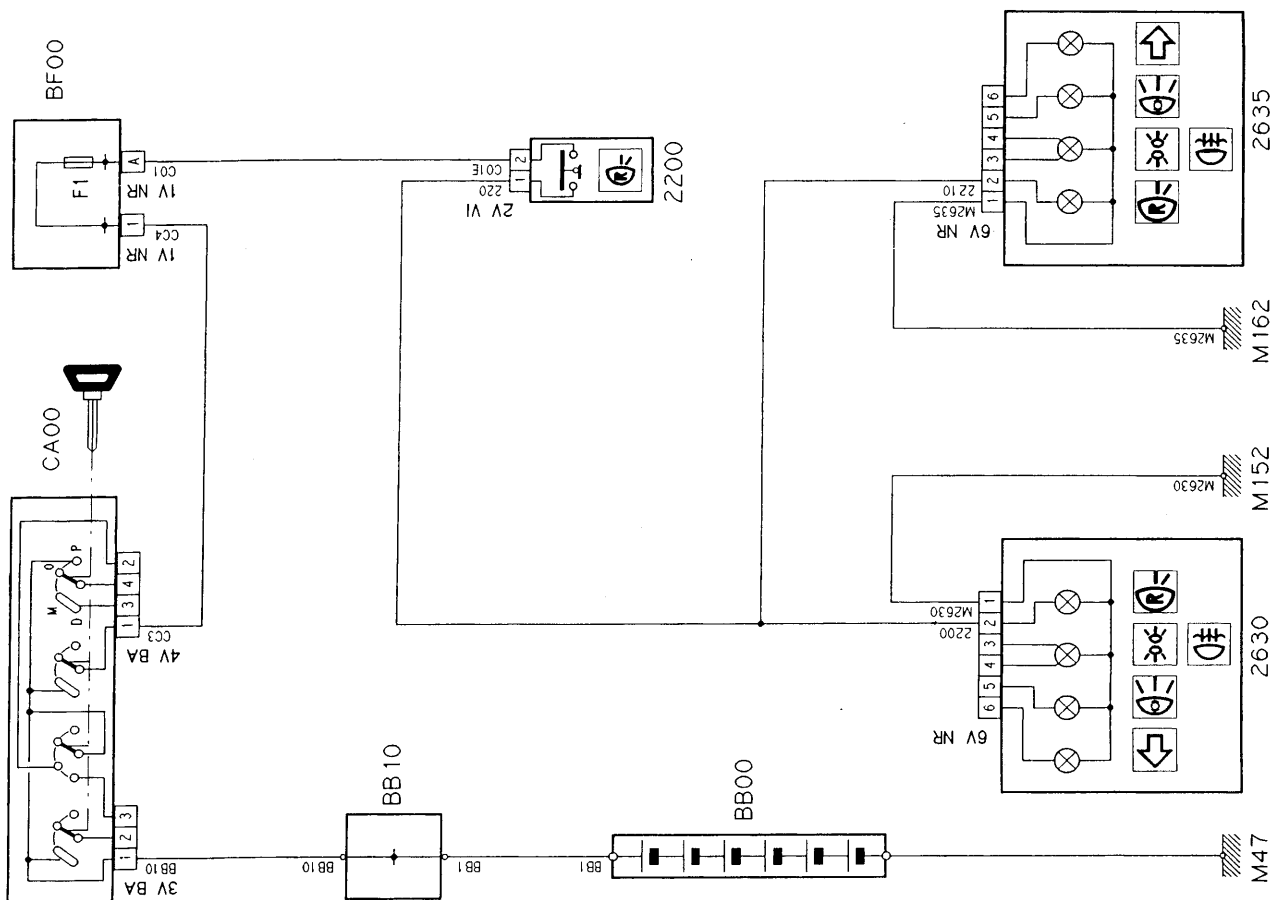 BF00
F1
1
A
CC4
1V NR
C01
1V NR
CA00
M
O
P
D
1
2
3
BB10
3V BA
1
3
4
2
CC3
4V BA
BB10
BB10
BB1
BB00
BB1
M47
2200
1
2
220
C01E
2V VI
R
2630
6
5
4
3
2
1
6V NR
2200
M2630
R
M2630
M152
2635
1
2
3
4
5
6
6V NR
M2635
2210
R
M2635
M162